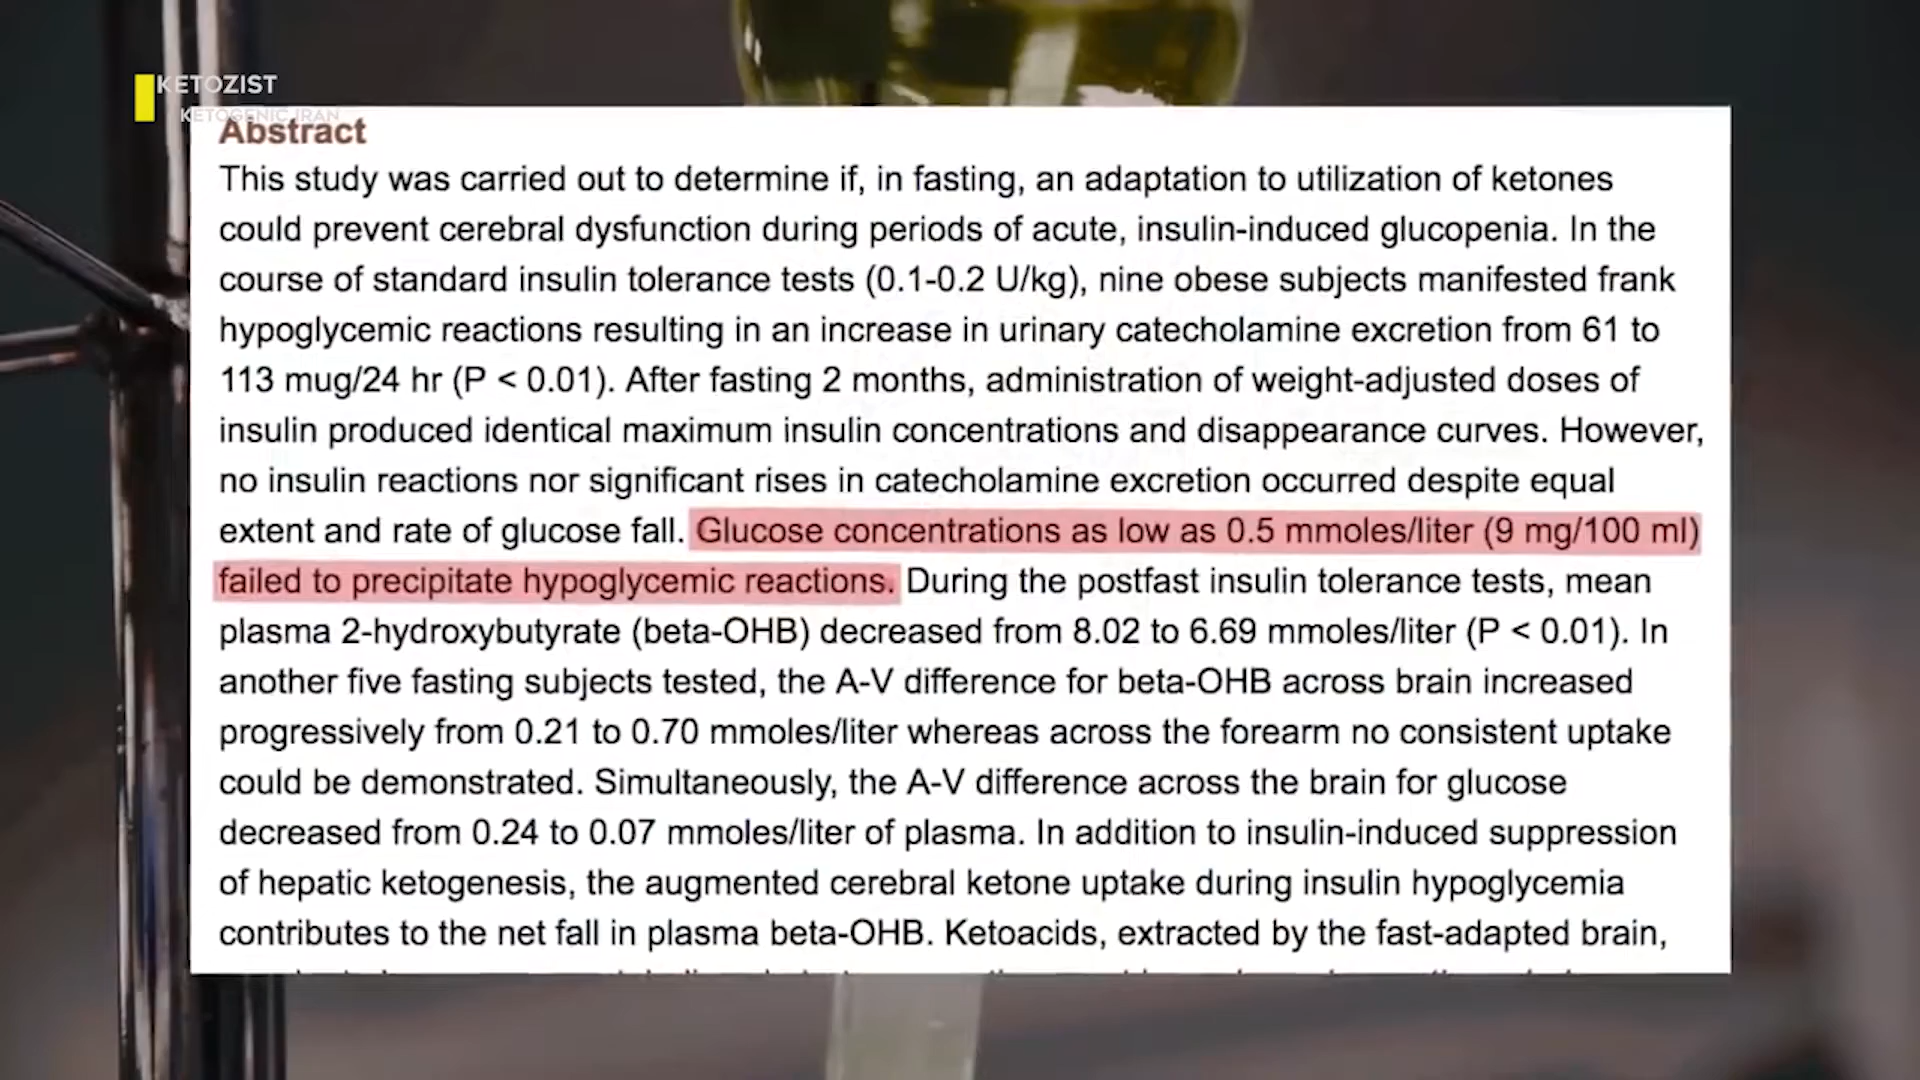 KETOZIST
KETOGENIC IRAN
Abstract
This study was carried out to determine if, in fasting, an adaptation to utilization of ketones
could prevent cerebral dysfunction during periods of acute, insulin-induced glucopenia. In the
course of standard insulin tolerance tests (0.1-0.2 U/kg), nine obese subjects manifested frank
hypoglycemic reactions resulting in an increase in urinary catecholamine excretion from 61 to
113 mug/24 hr (P < 0.01). After fasting 2 months, administration of weight-adjusted doses of
insulin produced identical maximum insulin concentrations and disappearance curves. However,
no insulin reactions nor significant rises in catecholamine excretion occurred despite equal
extent and rate of glucose fall. Glucose concentrations as low as 0.5 mmoles/liter (9 mg/100 ml)
failed to precipitate hypoglycemic reactions. During the postfast insulin tolerance tests, mean
plasma 2-hydroxybutyrate (beta-OHB) decreased from 8.02 to 6.69 mmoles/liter (P < 0.01). In
another five fasting subjects tested, the A-V difference for beta-OHB across brain increased
progressively from 0.21 to 0.70 mmoles/liter whereas across the forearm no consistent uptake
could be demonstrated. Simultaneously, the A-V difference across the brain for glucose
decreased from 0.24 to 0.07 mmoles/liter of plasma. In addition to insulin-induced suppression
of hepatic ketogenesis, the augmented cerebral ketone uptake during insulin hypoglycemia
contributes to the net fall in plasma beta-OHB. Ketoacids, extracted by the fast-adapted brain,